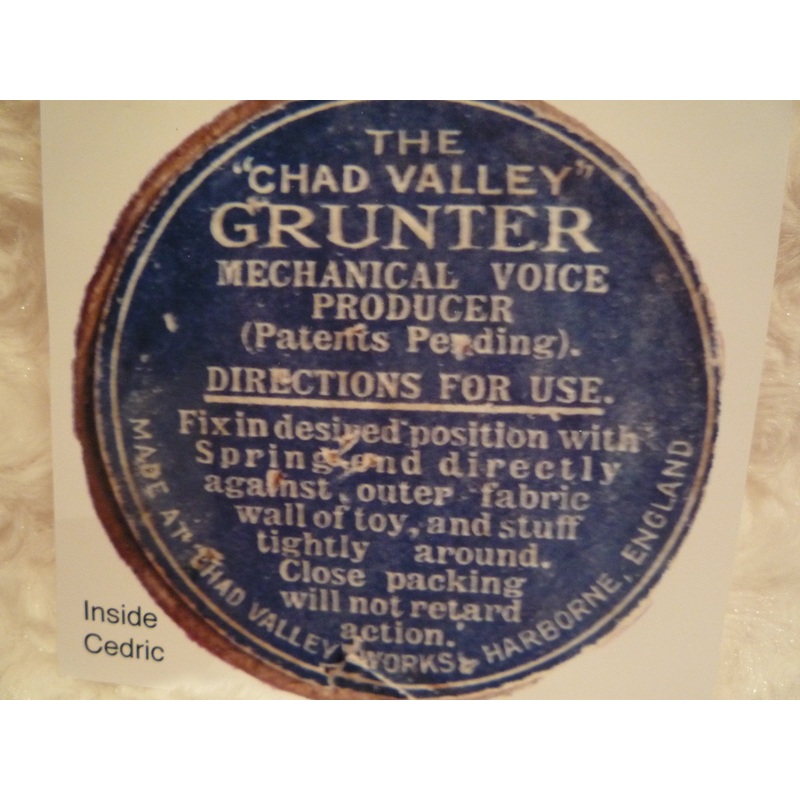 THE
“CHAD VALLEY”
GRUNTER
MECHANICAL VOICE
PRODUCER
(Patents Pending).
DIRECTIONS FOR USE.
Fix in desired position with
Spring end directly
against outer fabric
wall of toy, and stuff
tightly around.
Close packing
will not retard
action.
MADE AT CHAD VALLEY WORKS, HARBORNE, ENGLAND
Inside
Cedric